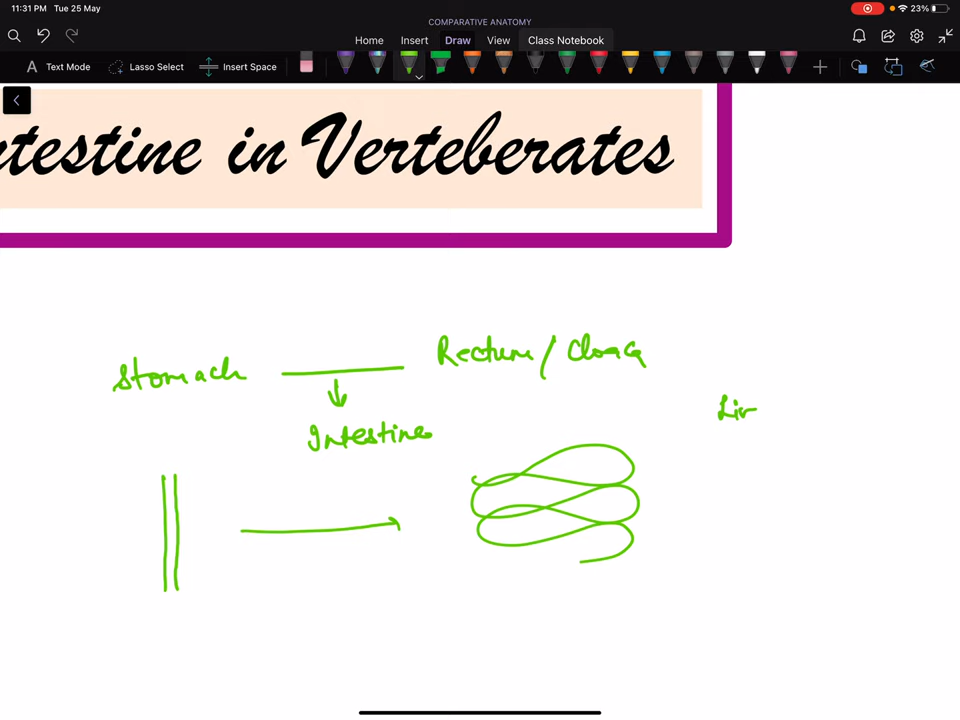 11:31 PM Tue 25 May
23%
COMPARATIVE ANATOMY
Home Insert Draw View Class Notebook
A Text Mode Lasso Select Insert Space
ntestine in Verteberates
Stomach Rectum / Cloaca
Intestine
Liv